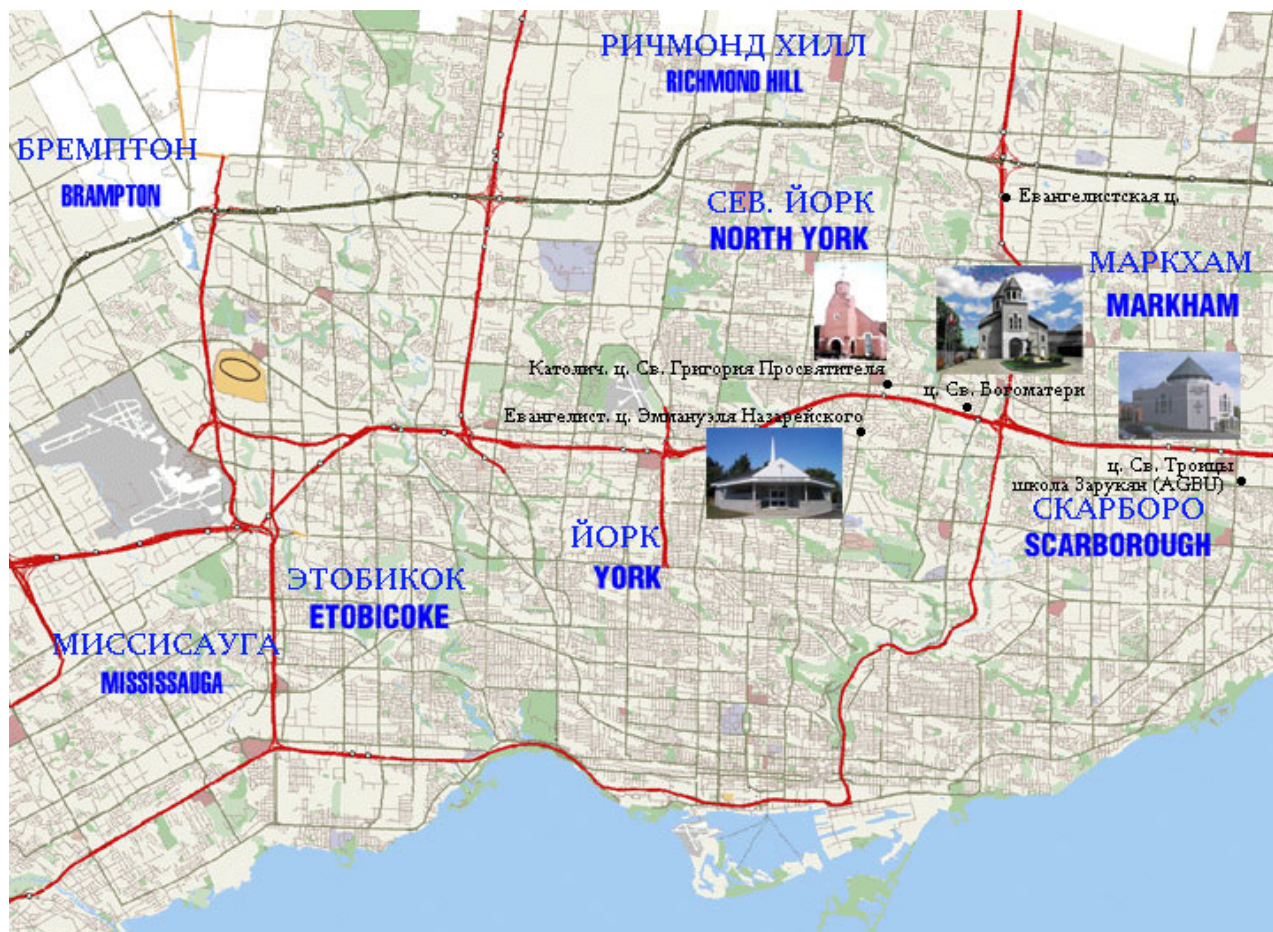 РИЧМОНД ХИЛЛ
RICHMOND HILL
БРЕМПТОН
BRAMPTON
СЕВ. ЙОРК
NORTH YORK
Евангелистская ц.
МАРКХАМ
MARKHAM
Католич. ц. Св. Григория Просвятителя
ц. Св. Богоматери
Евангелист. ц. Эммануэля Назарейского
ц. Св. Троицы
школа Зарукян (AGBU)
СКАРБОРО
SCARBOROUGH
ЙОРК
YORK
ЭТОБИКОК
ETOBICOKE
МИССИСАУГА
MISSISSAUGA